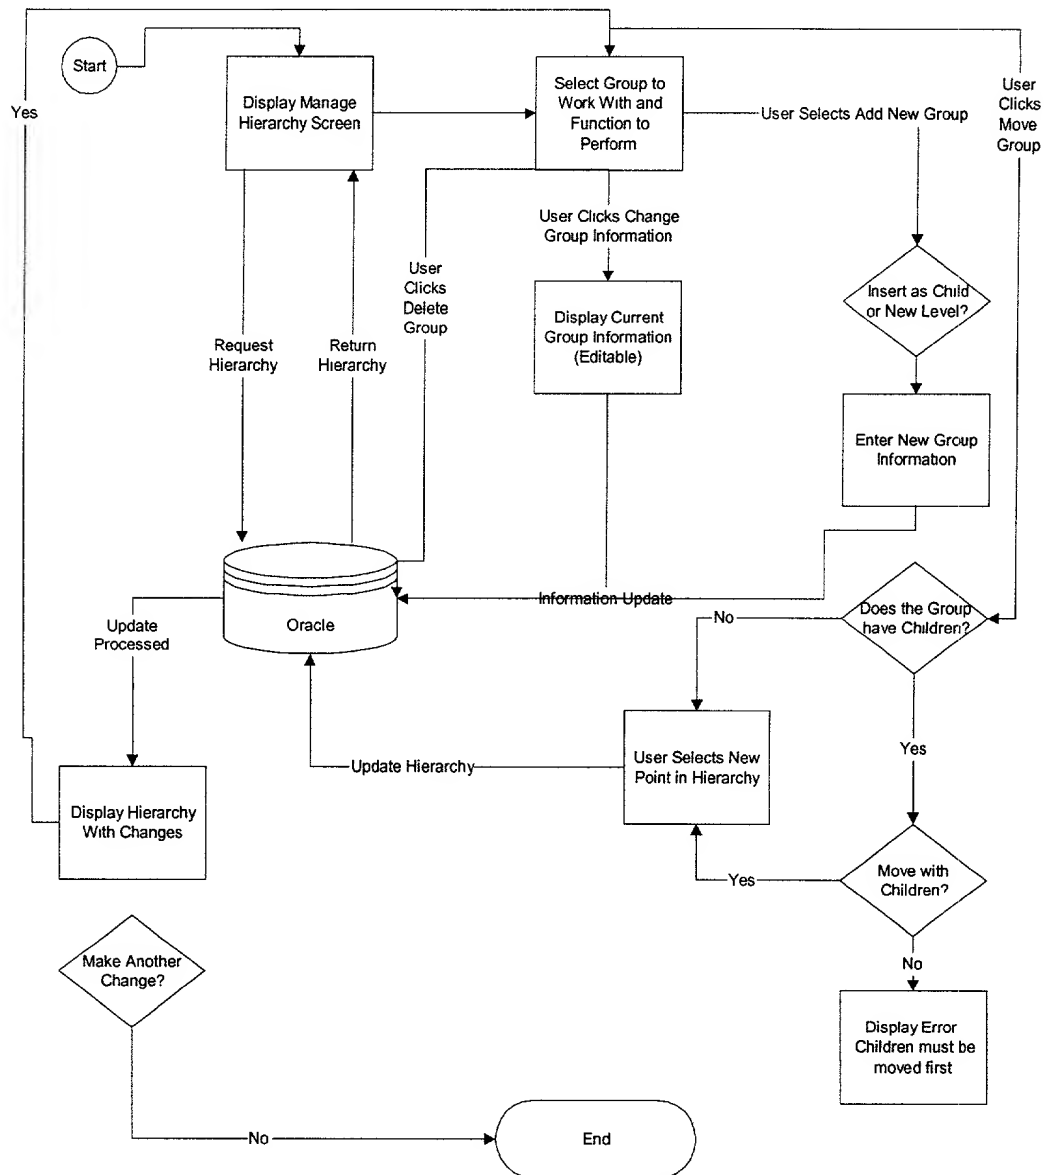 Start
Yes
Display Manage
Hierarchy Screen
Select Group to
Work With and
Function to
Perform
User Selects Add New Group
User
Clicks
Move
Group
User Clicks Change
Group Information
User
Clicks
Delete
Group
Insert as Child
or New Level?
Display Current
Group Information
(Editable)
Request
Hierarchy
Return
Hierarchy
Enter New Group
Information
Information Update
Oracle
Does the Group
have Children?
No
Update
Processed
Yes
User Selects New
Point in Hierarchy
Update Hierarchy
Display Hierarchy
With Changes
Move with
Children?
Yes
No
Make Another
Change?
Display Error
Children must be
moved first
No
End